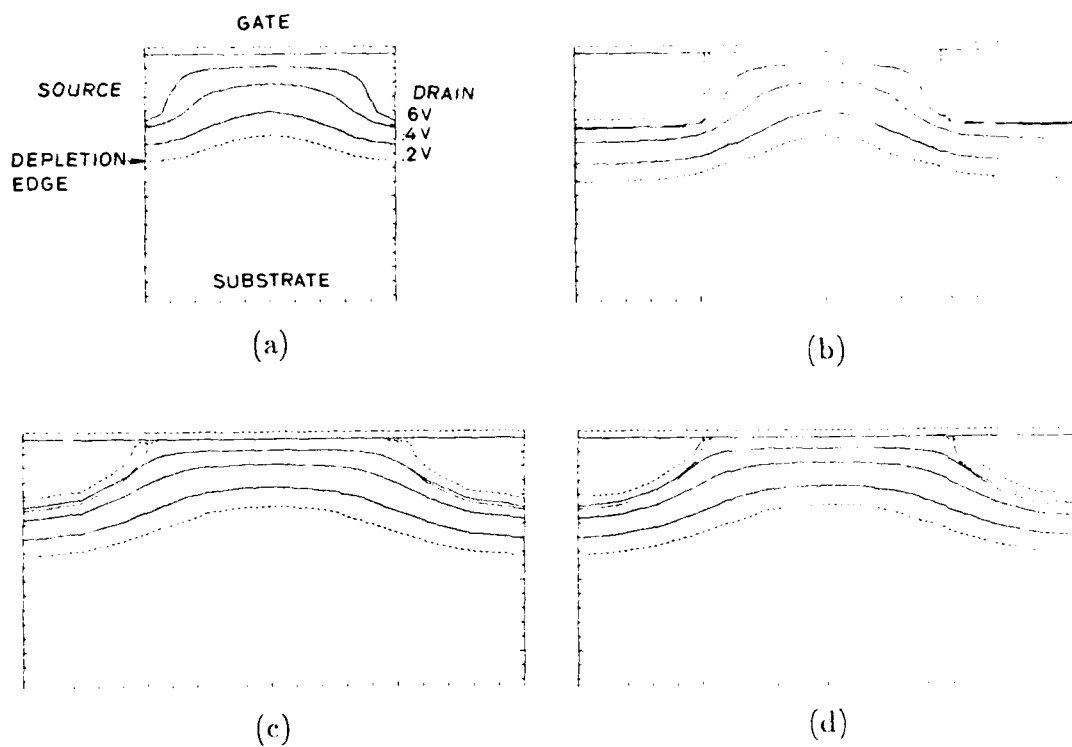 GATE
SOURCE
DRAIN
.6V
.4V
.2V
DEPLETION
EDGE
SUBSTRATE
(a)
(b)
(c)
(d)